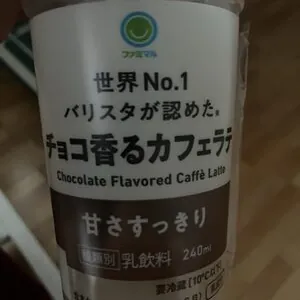 ファミマル
世界No.1
バリスタが認めた。
チョコ香るカフェラテ
Chocolate Flavored Caffè Latte
甘さすっきり
種類別 乳飲料 240ml
要冷蔵